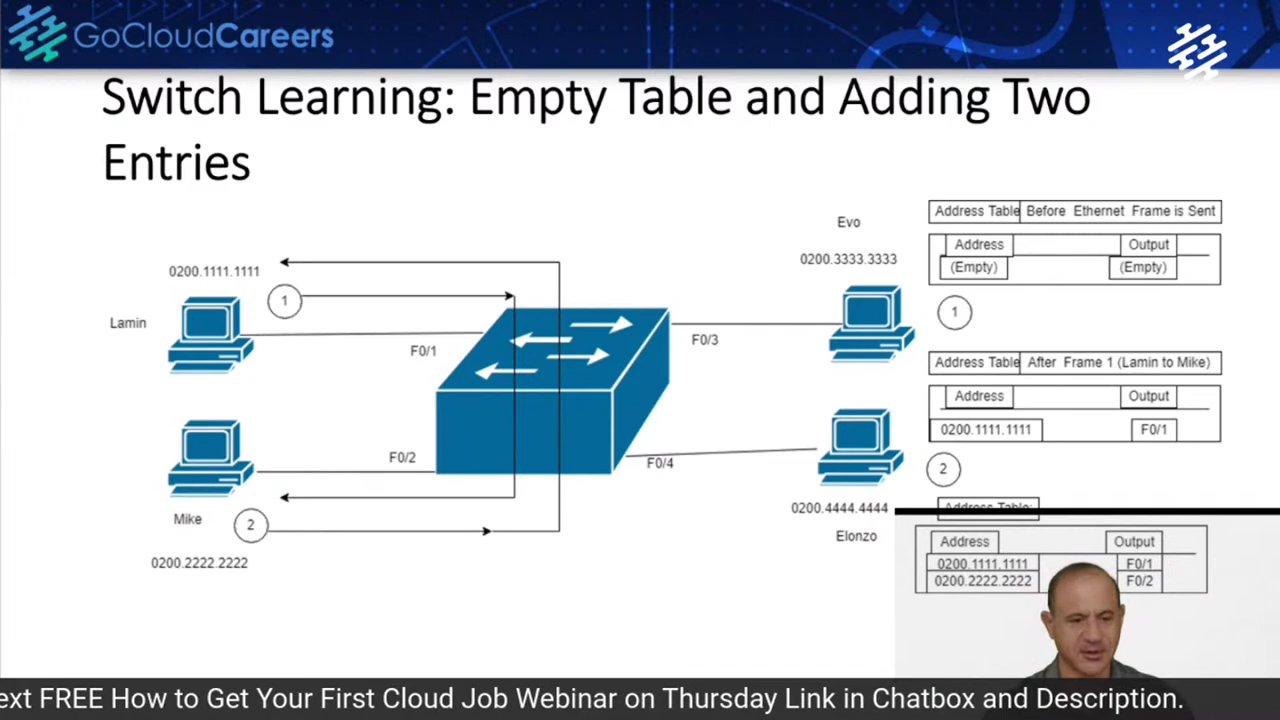 GoCloudCareers
Switch Learning: Empty Table and Adding Two
Entries
Evo
0200.3333.3333
0200.1111.1111
1
Lamin
F0/1
F0/3
F0/2
F0/4
Mike
2
0200.2222.2222
0200.4444.4444
Elonzo
Address Table Before Ethernet Frame is Sent
Address Output
(Empty) (Empty)
1
Address Table After Frame 1 (Lamin to Mike)
Address Output
0200.1111.1111 F0/1
2
Address Table:
Address Output
0200.1111.1111 F0/1
0200.2222.2222 F0/2
FREE How to Get Your First Cloud Job Webinar on Thursday Link in Chatbox and Description.